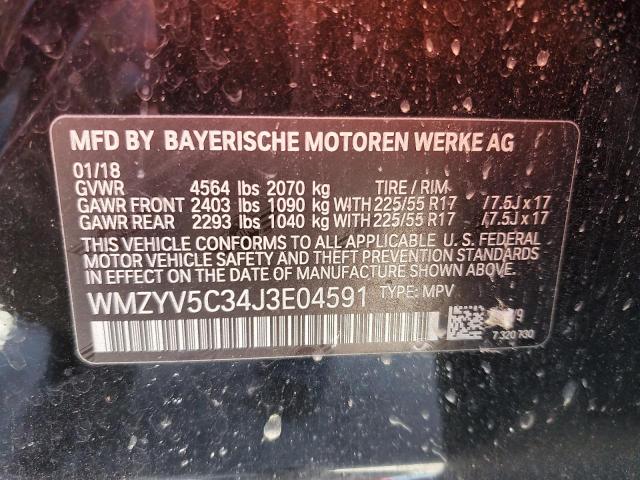 MFD BY BAYERISCHE MOTOREN WERKE AG
01/18
GVWR 4564 lbs 2070 kg TIRE / RIM
GAWR FRONT 2403 lbs 1090 kg WITH 225/55 R17 /7.5J x 17
GAWR REAR 2293 lbs 1040 kg WITH 225/55 R17 /7.5J x 17
THIS VEHICLE CONFORMS TO ALL APPLICABLE U. S. FEDERAL
MOTOR VEHICLE SAFETY AND THEFT PREVENTION STANDARDS
IN EFFECT ON THE DATE OF MANUFACTURE SHOWN ABOVE.
WMZYV5C34J3E04591 TYPE: MPV
7 320 730